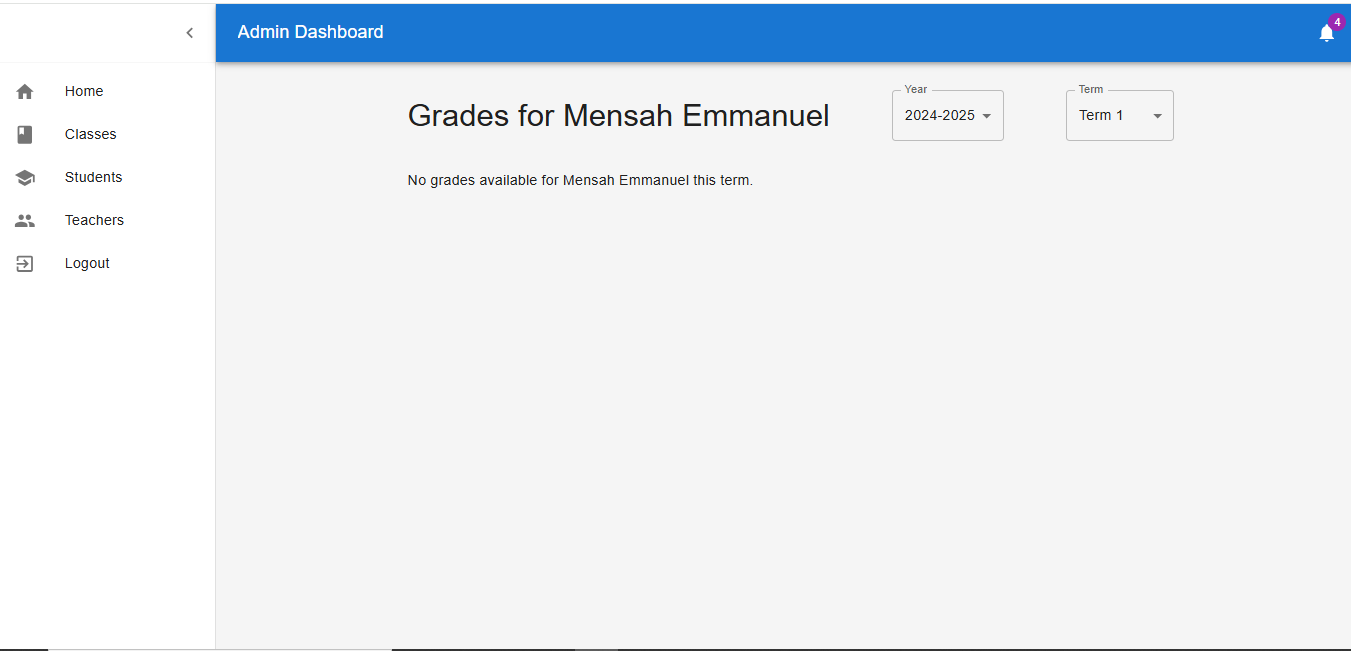 Admin Dashboard
4
Home
Classes
Students
Teachers
Logout
Grades for Mensah Emmanuel
Year
2024-2025
Term
Term 1
No grades available for Mensah Emmanuel this term.